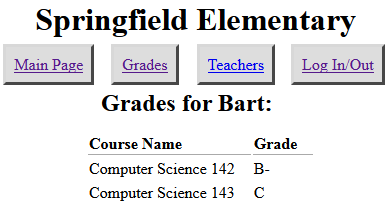 Springfield Elementary
Main Page Grades Teachers Log In/Out
Grades for Bart:
Course Name Grade
Computer Science 142 B-
Computer Science 143 C